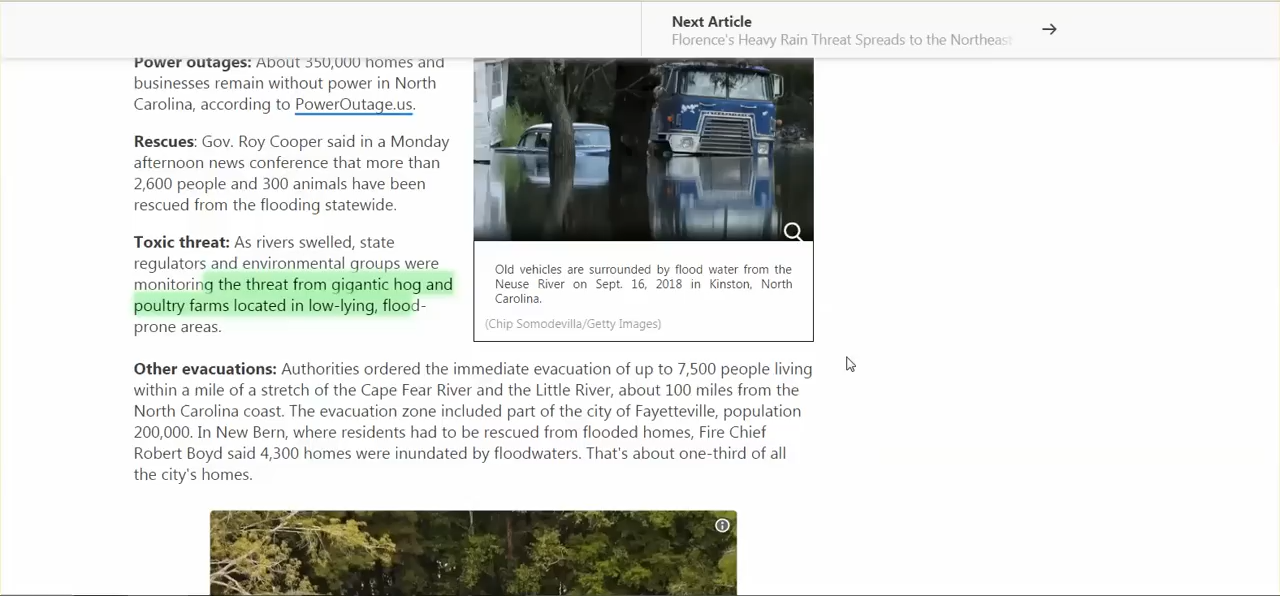 Next Article
Florence's Heavy Rain Threat Spreads to the Northeast
Power outages: About 350,000 homes and
businesses remain without power in North
Carolina, according to PowerOutage.us.
Rescues: Gov. Roy Cooper said in a Monday
afternoon news conference that more than
2,600 people and 300 animals have been
rescued from the flooding statewide.
Toxic threat: As rivers swelled, state
regulators and environmental groups were
monitoring the threat from gigantic hog and
poultry farms located in low-lying, flood-
prone areas.
Old vehicles are surrounded by flood water from the
Neuse River on Sept. 16, 2018 in Kinston, North
Carolina.
(Chip Somodevilla/Getty Images)
Other evacuations: Authorities ordered the immediate evacuation of up to 7,500 people living
within a mile of a stretch of the Cape Fear River and the Little River, about 100 miles from the
North Carolina coast. The evacuation zone included part of the city of Fayetteville, population
200,000. In New Bern, where residents had to be rescued from flooded homes, Fire Chief
Robert Boyd said 4,300 homes were inundated by floodwaters. That's about one-third of all
the city's homes.